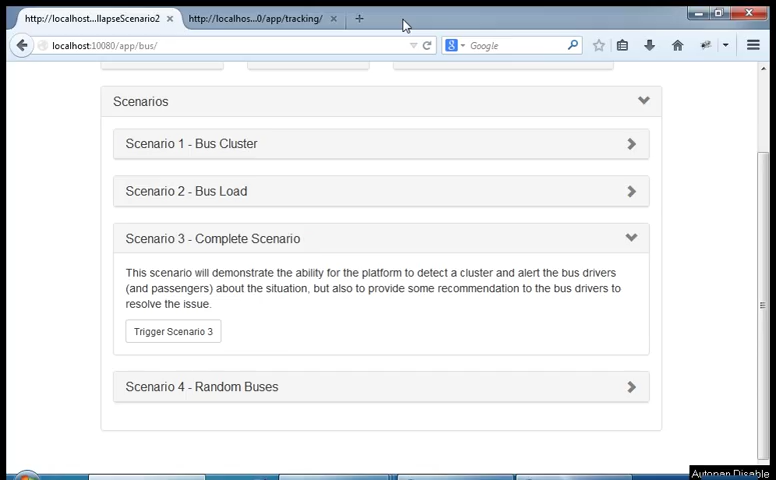 http://localhost...llapseScenario2
http://localhos...0/app/tracking/
localhost:10080/app/bus/
Google
Scenarios
Scenario 1 - Bus Cluster
Scenario 2 - Bus Load
Scenario 3 - Complete Scenario
This scenario will demonstrate the ability for the platform to detect a cluster and alert the bus drivers
(and passengers) about the situation, but also to provide some recommendation to the bus drivers to
resolve the issue.
Trigger Scenario 3
Scenario 4 - Random Buses
Autopan Disable